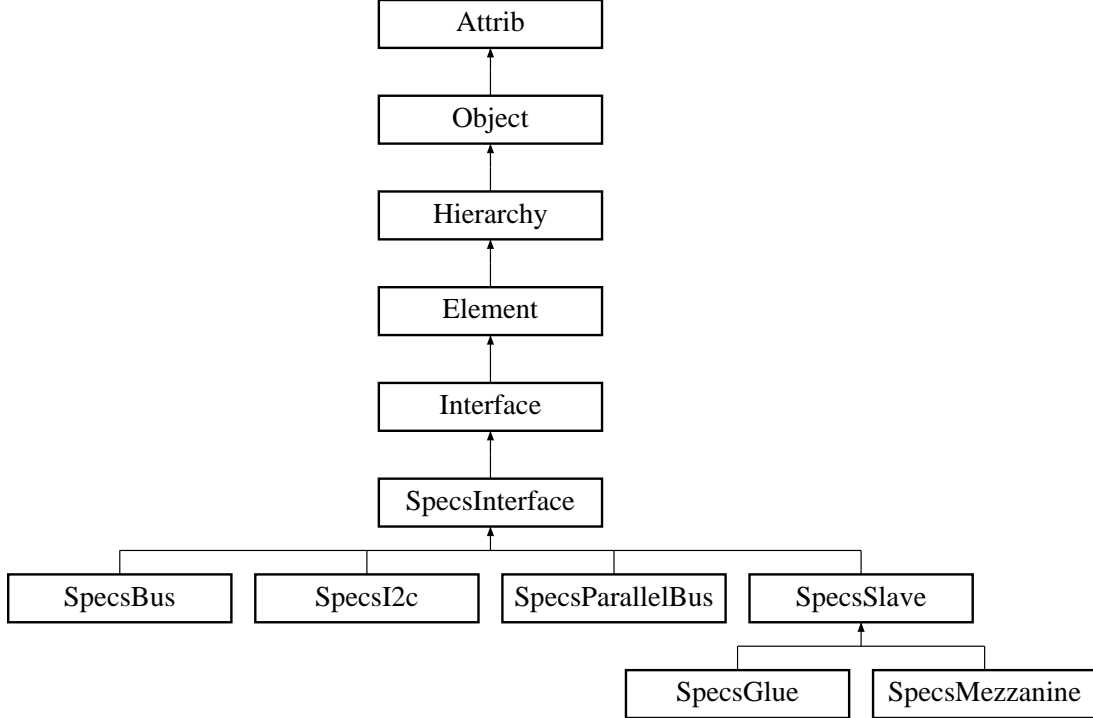 Attrib
Object
Hierarchy
Element
Interface
SpecsInterface
SpecsBus
SpecsI2c
SpecsParallelBus
SpecsSlave
SpecsGlue
SpecsMezzanine